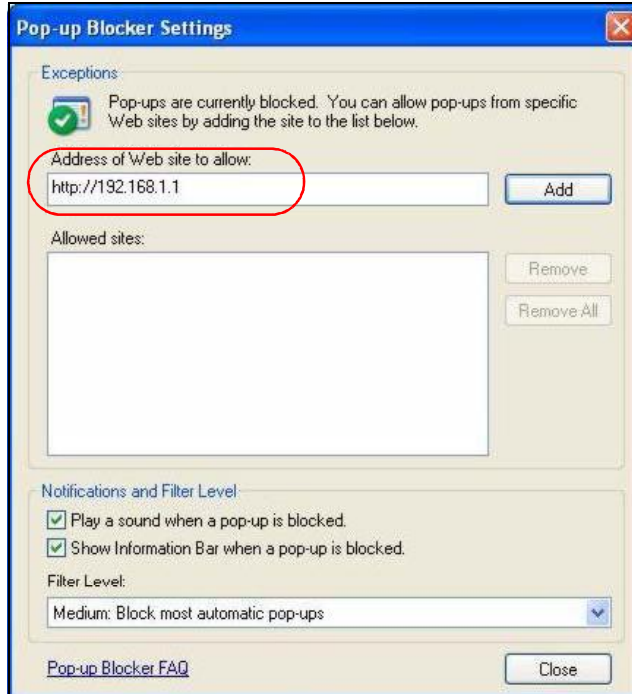 Pop-up Blocker Settings
Exceptions
Pop-ups are currently blocked. You can allow pop-ups from specific
Web sites by adding the site to the list below.
Address of Web site to allow:
http://192.168.1.1
Add
Allowed sites:
Remove
Remove All
Notifications and Filter Level
Play a sound when a pop-up is blocked.
Show Information Bar when a pop-up is blocked.
Filter Level:
Medium: Block most automatic pop-ups
Pop-up Blocker FAQ
Close